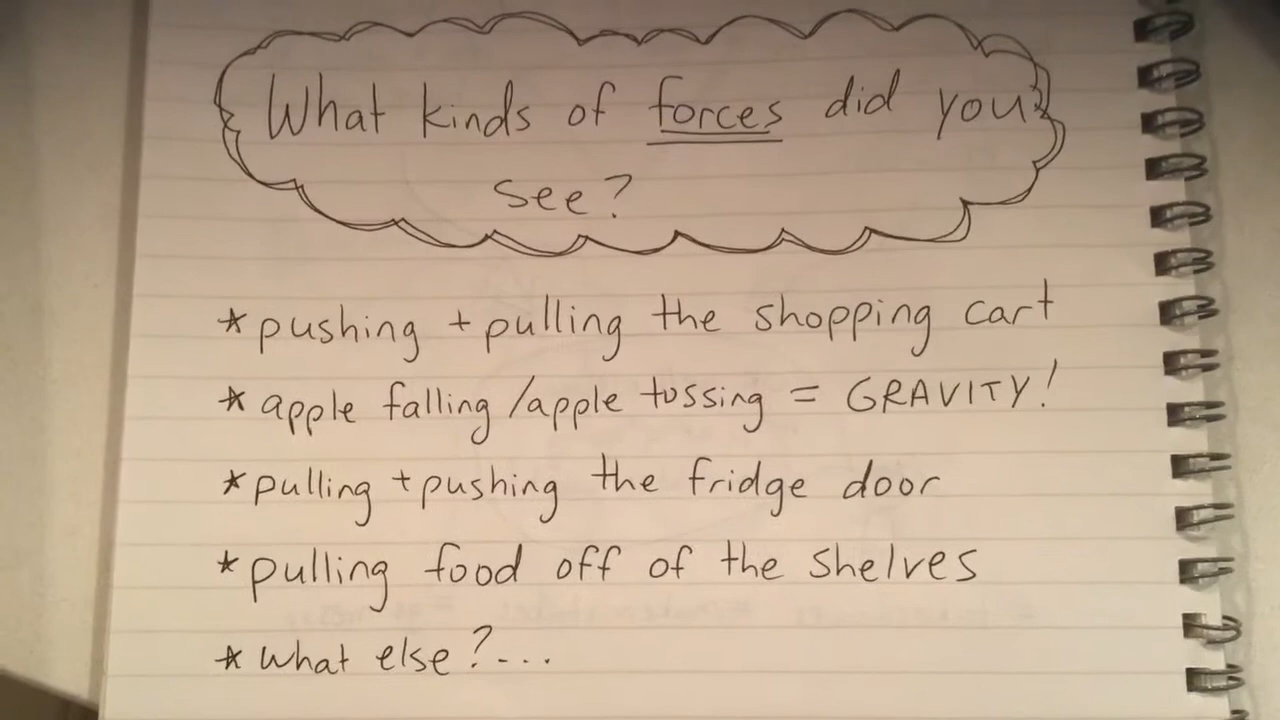 What kinds of forces did you
see?
* pushing + pulling the shopping cart
* apple falling / apple tossing = GRAVITY!
* pulling + pushing the fridge door
* pulling food off of the shelves
* what else?...